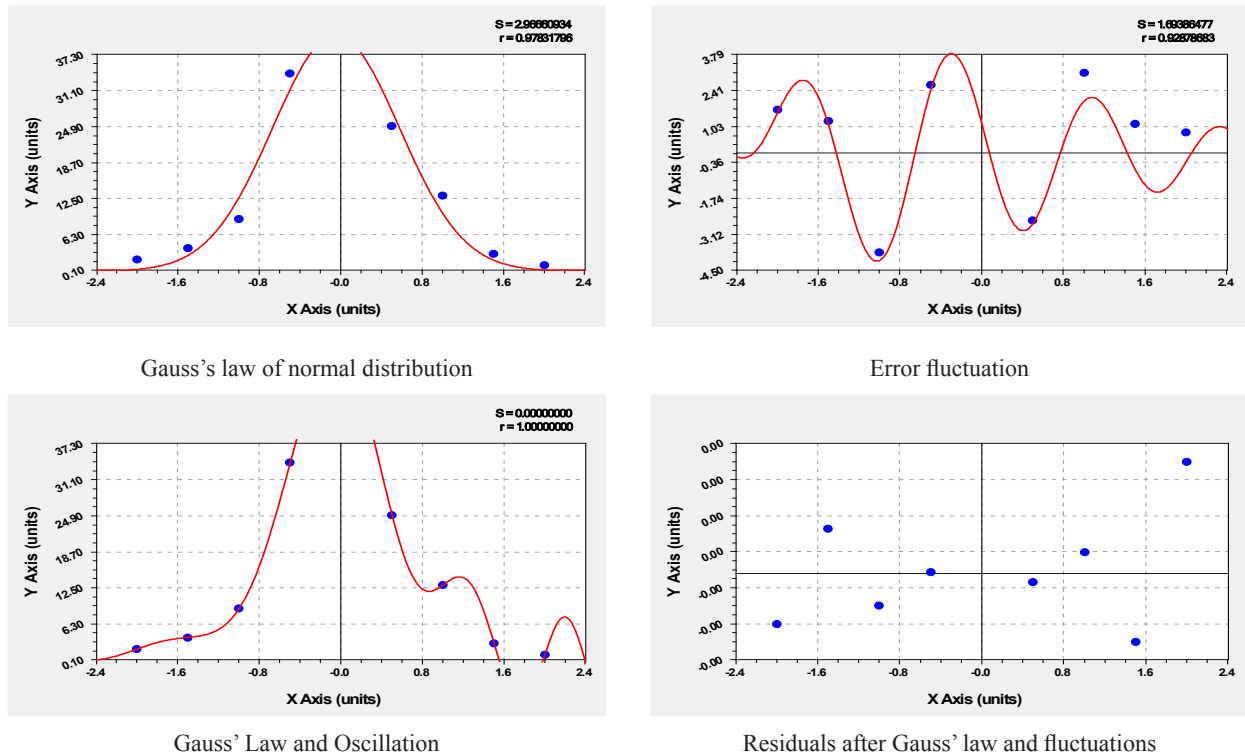 S = 2.96660934
r = 0.97831796
Y Axis (units)
37.30
31.10
24.90
18.70
12.50
6.30
0.10
-2.4 -1.6 -0.8 -0.0 0.8 1.6 2.4
X Axis (units)
Gauss's law of normal distribution
S = 1.69386477
r = 0.92878683
Y Axis (units)
3.79
2.41
1.03
-0.36
-1.74
-3.12
-4.50
-2.4 -1.6 -0.8 -0.0 0.8 1.6 2.4
X Axis (units)
Error fluctuation
S = 0.00000000
r = 1.00000000
Y Axis (units)
37.30
31.10
24.90
18.70
12.50
6.30
0.10
-2.4 -1.6 -0.8 -0.0 0.8 1.6 2.4
X Axis (units)
Gauss' Law and Oscillation
Y Axis (units)
0.00
0.00
0.00
0.00
-0.00
-0.00
-0.00
-2.4 -1.6 -0.8 -0.0 0.8 1.6 2.4
X Axis (units)
Residuals after Gauss' law and fluctuations